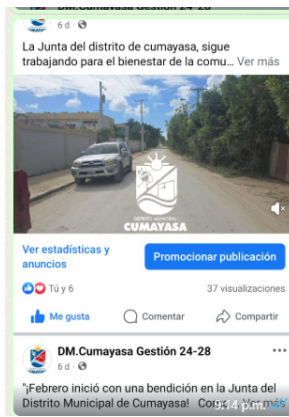 DM.Cumayasa Gestión 24-28
6 d
La Junta del distrito de cumayasa, sigue
trabajando para el bienestar de la comu... Ver más
DISTRITO MUNICIPAL
CUMAYASA
Ver estadísticas y
anuncios
Promocionar publicación
Tú y 6
37 visualizaciones
Me gusta
Comentar
Compartir
DM.Cumayasa Gestión 24-28
6 d
"¡Febrero inició con una bendición en la Junta del
Distrito Municipal de Cumayasa! Ver más
9:14 p.m.